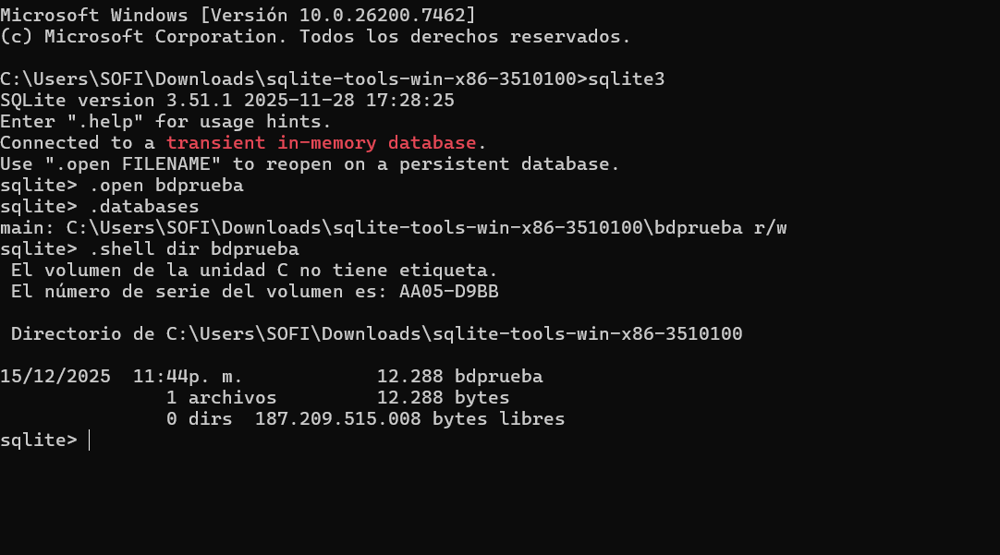 Microsoft Windows [Versión 10.0.26200.7462]
(c) Microsoft Corporation. Todos los derechos reservados.
C:\Users\SOFI\Downloads\sqlite-tools-win-x86-3510100>sqlite3
SQLite version 3.51.1 2025-11-28 17:28:25
Enter ".help" for usage hints.
Connected to a transient in-memory database.
Use ".open FILENAME" to reopen on a persistent database.
sqlite> .open bdprueba
sqlite> .databases
main: C:\Users\SOFI\Downloads\sqlite-tools-win-x86-3510100\bdprueba r/w
sqlite> .shell dir bdprueba
El volumen de la unidad C no tiene etiqueta.
El número de serie del volumen es: AA05-D9BB
Directorio de C:\Users\SOFI\Downloads\sqlite-tools-win-x86-3510100
15/12/2025  11:44p. m.            12.288 bdprueba
1 archivos         12.288 bytes
0 dirs  187.209.515.008 bytes libres
sqlite>